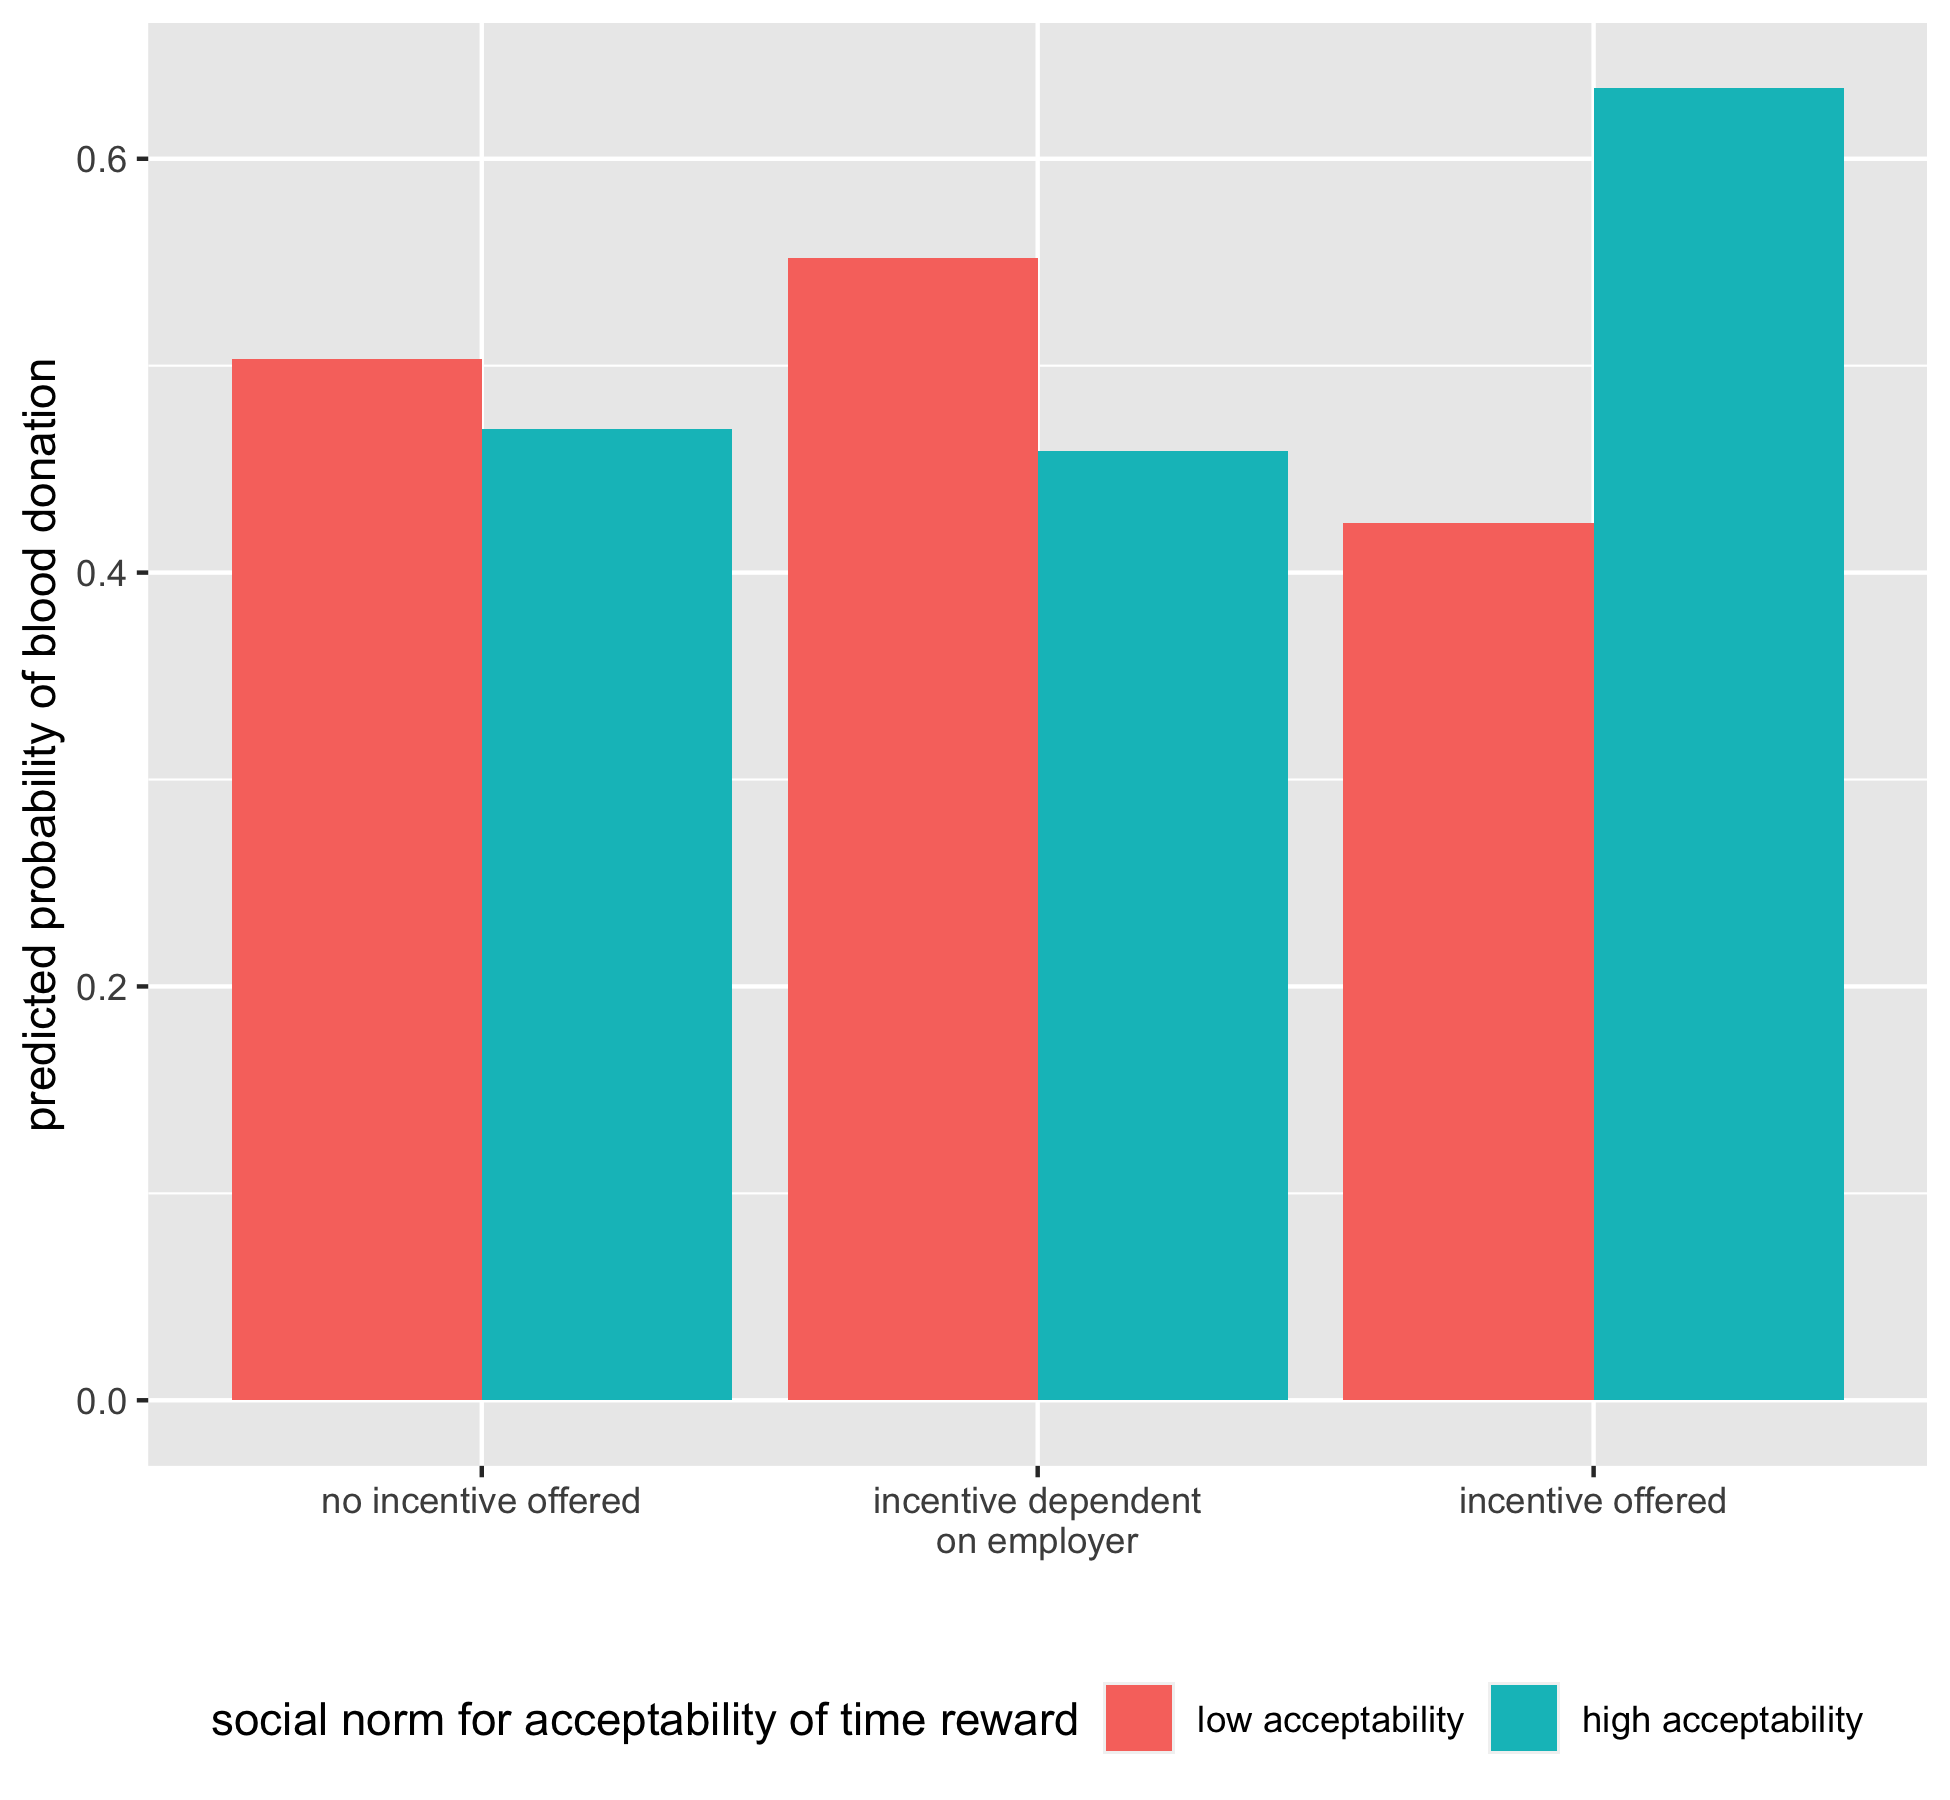 predicted probability of blood donation
0.6
0.4
0.2
0.0
no incentive offered
incentive dependent
on employer
incentive offered
social norm for acceptability of time reward
low acceptability
high acceptability